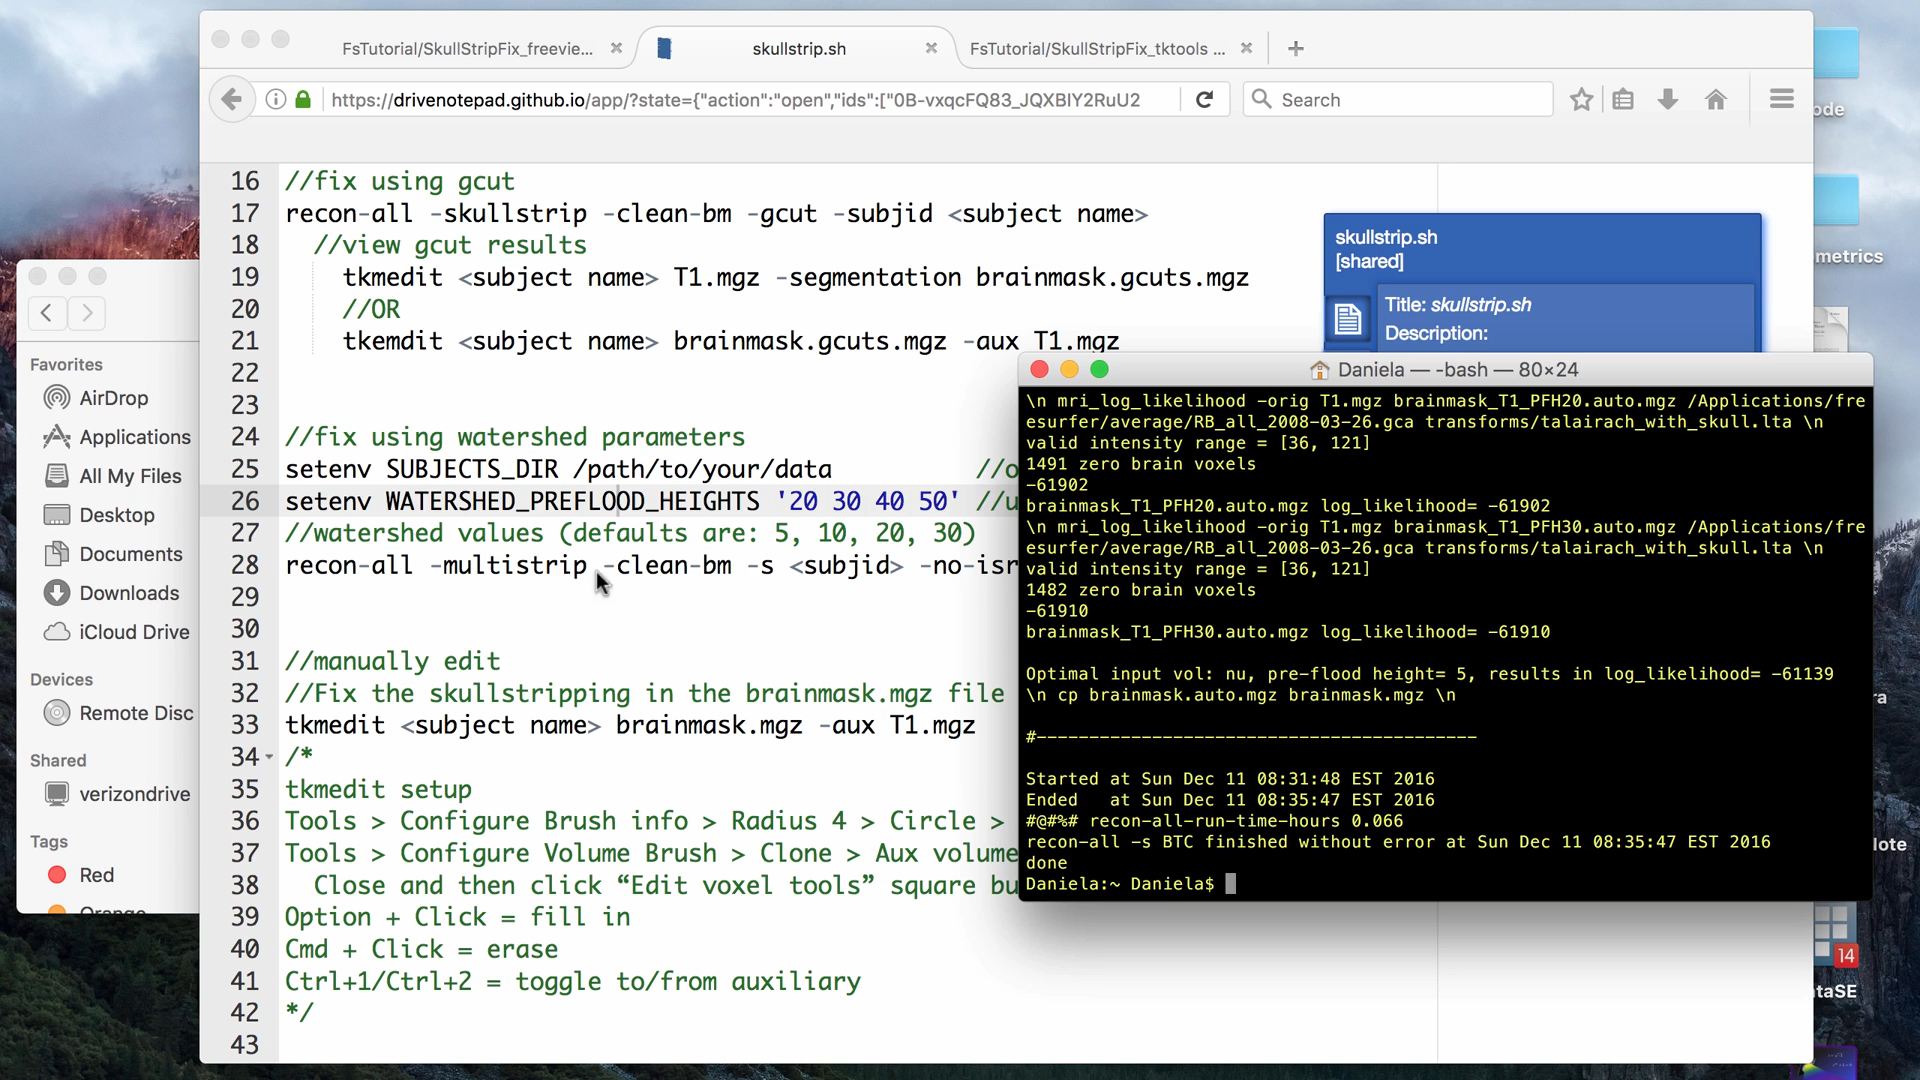 FsTutorial/SkullStripFix_freevie...
skullstrip.sh
FsTutorial/SkullStripFix_tktools ...
https://drivenotepad.github.io/app/?state={"action":"open","ids":["0B-vxqcFQ83_JQXBIY2RuU2
Search
ode
metrics
16 //fix using gcut
17 recon-all -skullstrip -clean-bm -gcut -subjid <subject name>
18 //view gcut results
19 tkmedit <subject name> T1.mgz -segmentation brainmask.gcuts.mgz
20 //OR
21 tkemdit <subject name> brainmask.gcuts.mgz -aux T1.mgz
22
23
24 //fix using watershed parameters
25 setenv SUBJECTS_DIR /path/to/your/data //o
26 setenv WATERSHED_PREFLOOD_HEIGHTS '20 30 40 50' //u
27 //watershed values (defaults are: 5, 10, 20, 30)
28 recon-all -multistrip -clean-bm -s <subjid> -no-isr
29
30
31 //manually edit
32 //Fix the skullstripping in the brainmask.mgz file
33 tkmedit <subject name> brainmask.mgz -aux T1.mgz
34 /*
35 tkmedit setup
36 Tools > Configure Brush info > Radius 4 > Circle >
37 Tools > Configure Volume Brush > Clone > Aux volume
38 Close and then click “Edit voxel tools” square bu
39 Option + Click = fill in
40 Cmd + Click = erase
41 Ctrl+1/Ctrl+2 = toggle to/from auxiliary
42 */
43
skullstrip.sh
[shared]
Title: skullstrip.sh
Description:
Favorites
AirDrop
Applications
All My Files
Desktop
Documents
Downloads
iCloud Drive
Devices
Remote Disc
Shared
verizondrive
Tags
Red
Orange
Daniela — -bash — 80×24
\n mri_log_likelihood -orig T1.mgz brainmask_T1_PFH20.auto.mgz /Applications/fre
esurfer/average/RB_all_2008-03-26.gca transforms/talairach_with_skull.lta \n
valid intensity range = [36, 121]
1491 zero brain voxels
-61902
brainmask_T1_PFH20.auto.mgz log_likelihood= -61902
\n mri_log_likelihood -orig T1.mgz brainmask_T1_PFH30.auto.mgz /Applications/fre
esurfer/average/RB_all_2008-03-26.gca transforms/talairach_with_skull.lta \n
valid intensity range = [36, 121]
1482 zero brain voxels
-61910
brainmask_T1_PFH30.auto.mgz log_likelihood= -61910
Optimal input vol: nu, pre-flood height= 5, results in log_likelihood= -61139
\n cp brainmask.auto.mgz brainmask.mgz \n
#------------------------------------------
Started at Sun Dec 11 08:31:48 EST 2016
Ended at Sun Dec 11 08:35:47 EST 2016
#@#%# recon-all-run-time-hours 0.066
recon-all -s BTC finished without error at Sun Dec 11 08:35:47 EST 2016
done
Daniela:~ Daniela$
ra
lote
14
taSE